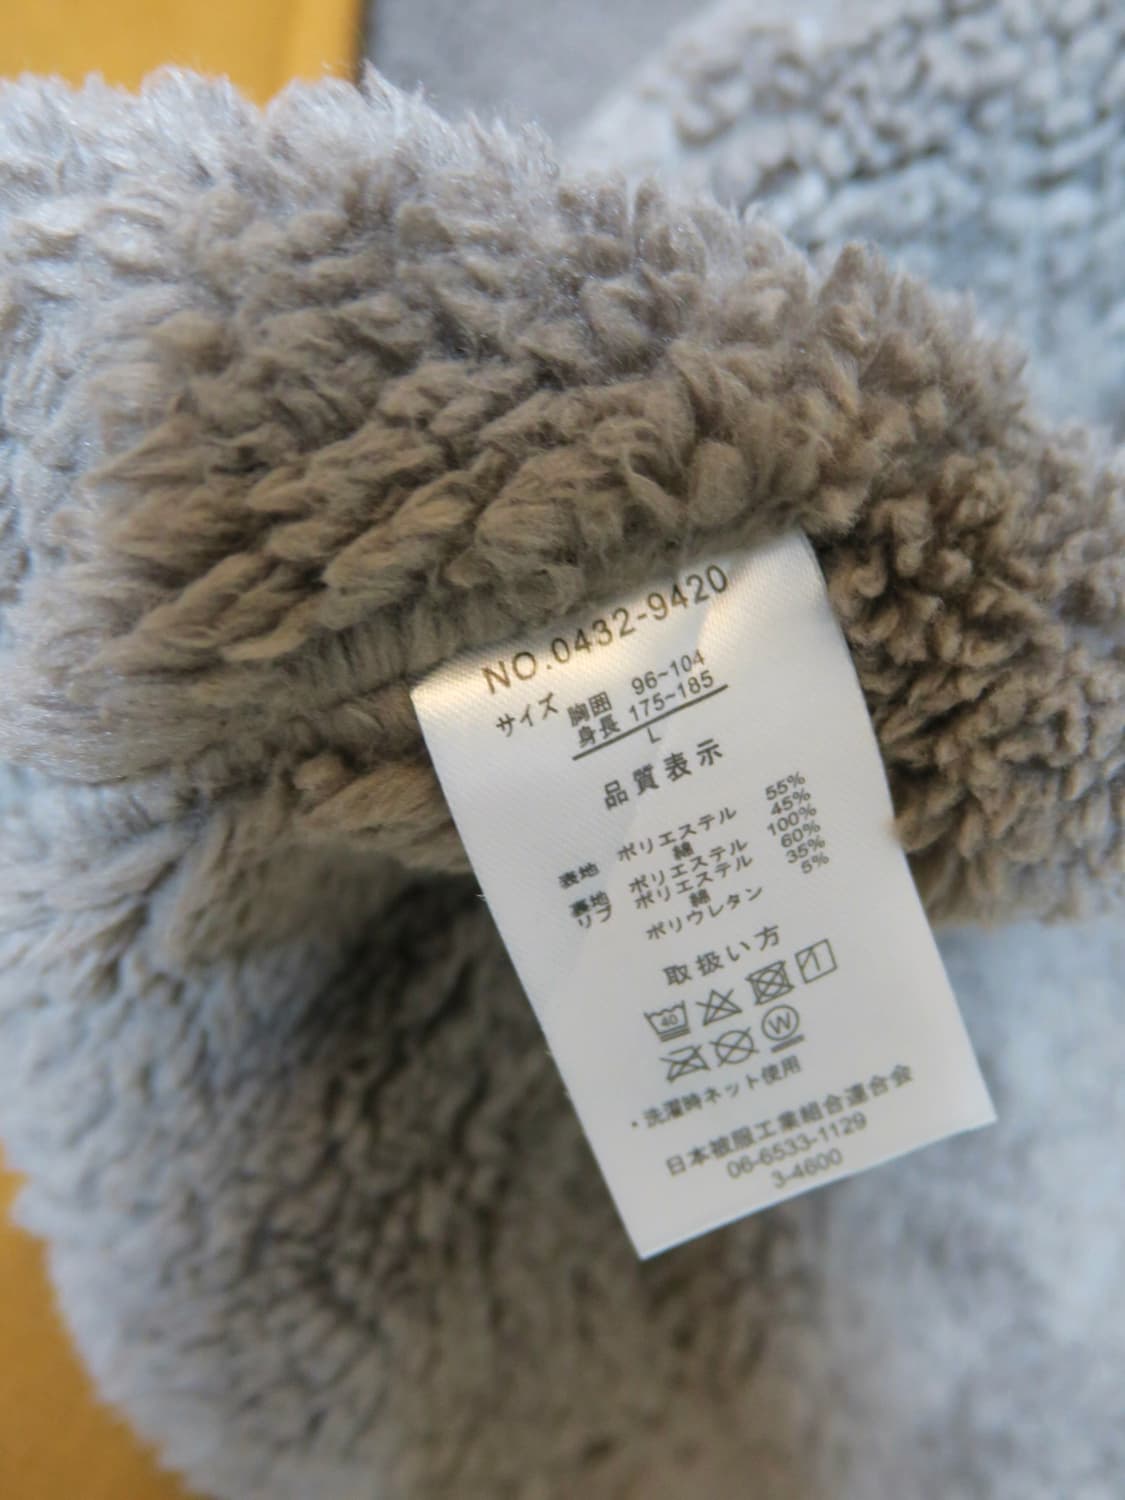 NO.0432-9420
サイズ 胸囲 96~104
身長 175~185
L
品質表示
表地 ポリエステル 55%
綿 45%
裏地 ポリエステル 100%
リブ ポリエステル 60%
綿 35%
ポリウレタン 5%
取扱い方
40
W
・洗濯時ネット使用
日本被服工業組合連合会
06-6533-1129
3-4600